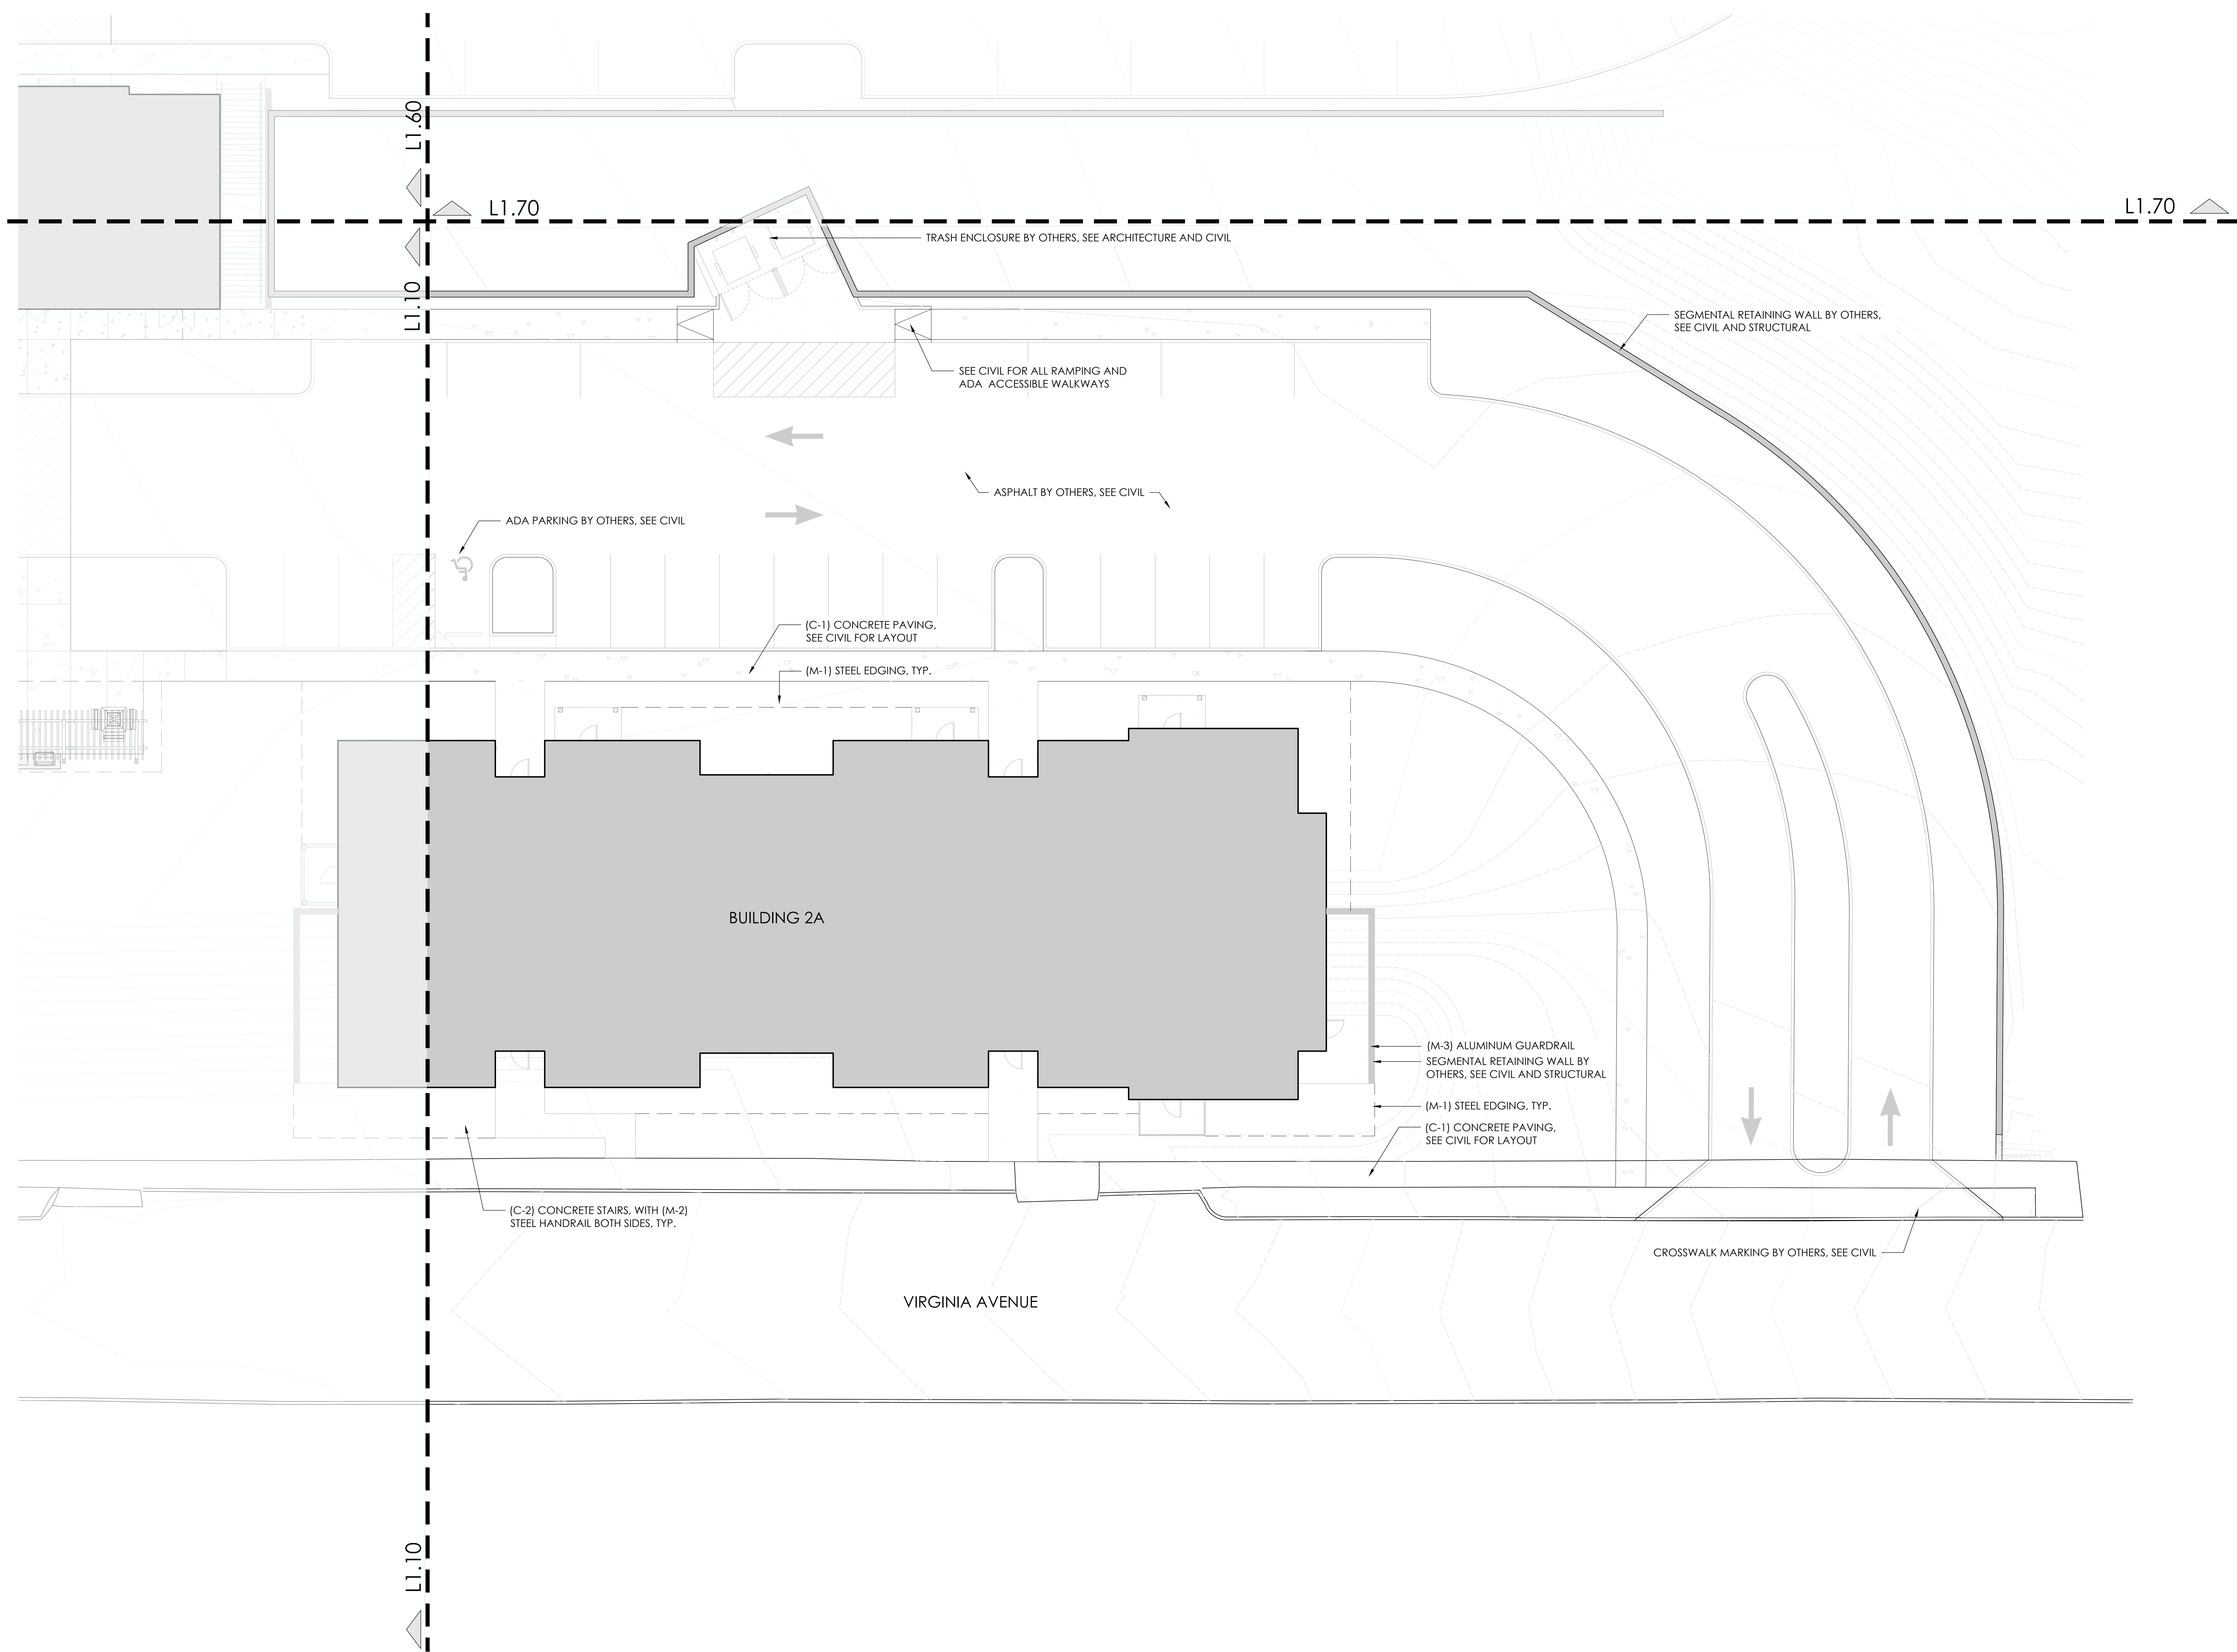 L1.60
L1.70
L1.70
TRASH ENCLOSURE BY OTHERS, SEE ARCHITECTURE AND CIVIL
L1.10
SEGMENTAL RETAINING WALL BY OTHERS,
SEE CIVIL AND STRUCTURAL
SEE CIVIL FOR ALL RAMPING AND
ADA ACCESSIBLE WALKWAYS
ASPHALT BY OTHERS, SEE CIVIL
ADA PARKING BY OTHERS, SEE CIVIL
(C-1) CONCRETE PAVING,
SEE CIVIL FOR LAYOUT
(M-1) STEEL EDGING, TYP.
BUILDING 2A
(M-3) ALUMINUM GUARDRAIL
SEGMENTAL RETAINING WALL BY
OTHERS, SEE CIVIL AND STRUCTURAL
(M-1) STEEL EDGING, TYP.
(C-1) CONCRETE PAVING,
SEE CIVIL FOR LAYOUT
(C-2) CONCRETE STAIRS, WITH (M-2)
STEEL HANDRAIL BOTH SIDES, TYP.
CROSSWALK MARKING BY OTHERS, SEE CIVIL
VIRGINIA AVENUE
L1.10